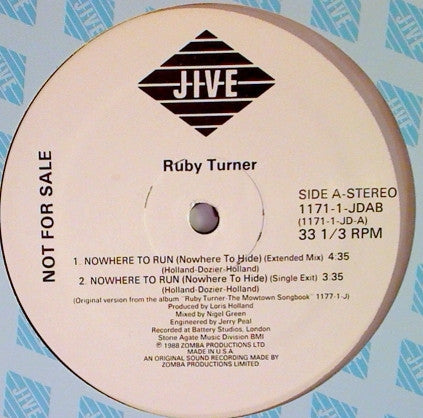 JIVE
Ruby Turner
NOT FOR SALE
SIDE A-STEREO
1171-1-JDAB
(1171-1-JD-A)
33 1/3 RPM
1. NOWHERE TO RUN (Nowhere To Hide) (Extended Mix) 4:35
(Holland-Dozier-Holland)
2. NOWHERE TO RUN (Nowhere To Hide) (Single Exit) 3:35
(Holland-Dozier-Holland)
(Original version from the album "Ruby Turner-The Mowtown Songbook" 1177-1-J)
Produced by Loris Holland
Mixed by Nigel Green
Engineered by Jerry Peal
Recorded at Battery Studios, London
Stone Agate Music Division BMI
℗ 1988 ZOMBA PRODUCTIONS LTD
MADE IN U.S.A.
AN ORIGINAL SOUND RECORDING MADE BY
ZOMBA PRODUCTIONS LIMITED